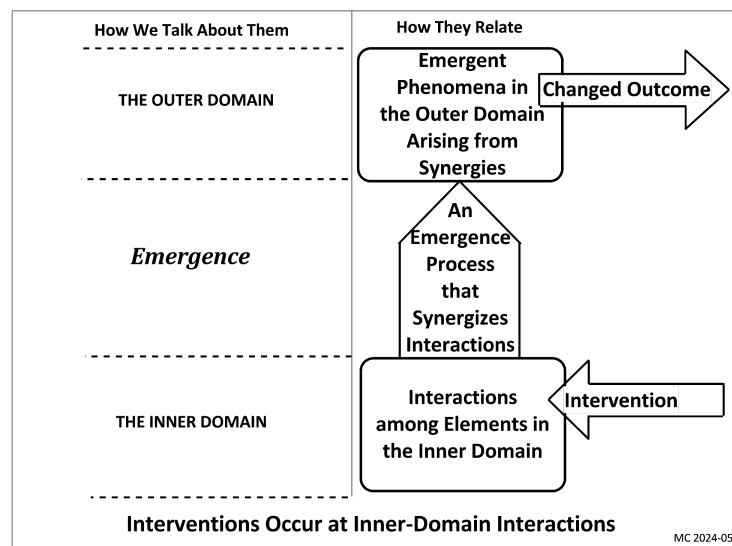 How We Talk About Them
How They Relate
THE OUTER DOMAIN
Emergent
Phenomena in
the Outer Domain
Arising from
Synergies
Changed Outcome
Emergence
An
Emergence
Process
that
Synergizes
Interactions
THE INNER DOMAIN
Interactions
among Elements in
the Inner Domain
Intervention
Interventions Occur at Inner-Domain Interactions
MC 2024-05